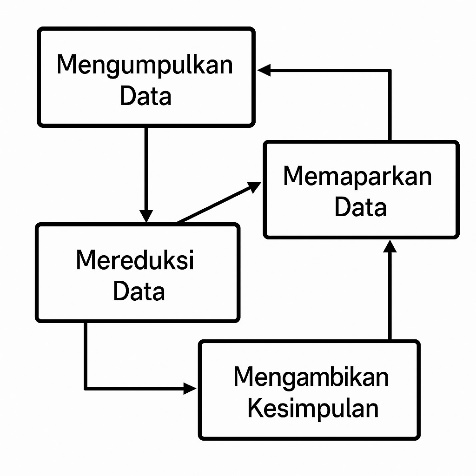 Mengumpulkan
Data
Memaparkan
Data
Mereduksi
Data
Mengambikan
Kesimpulan